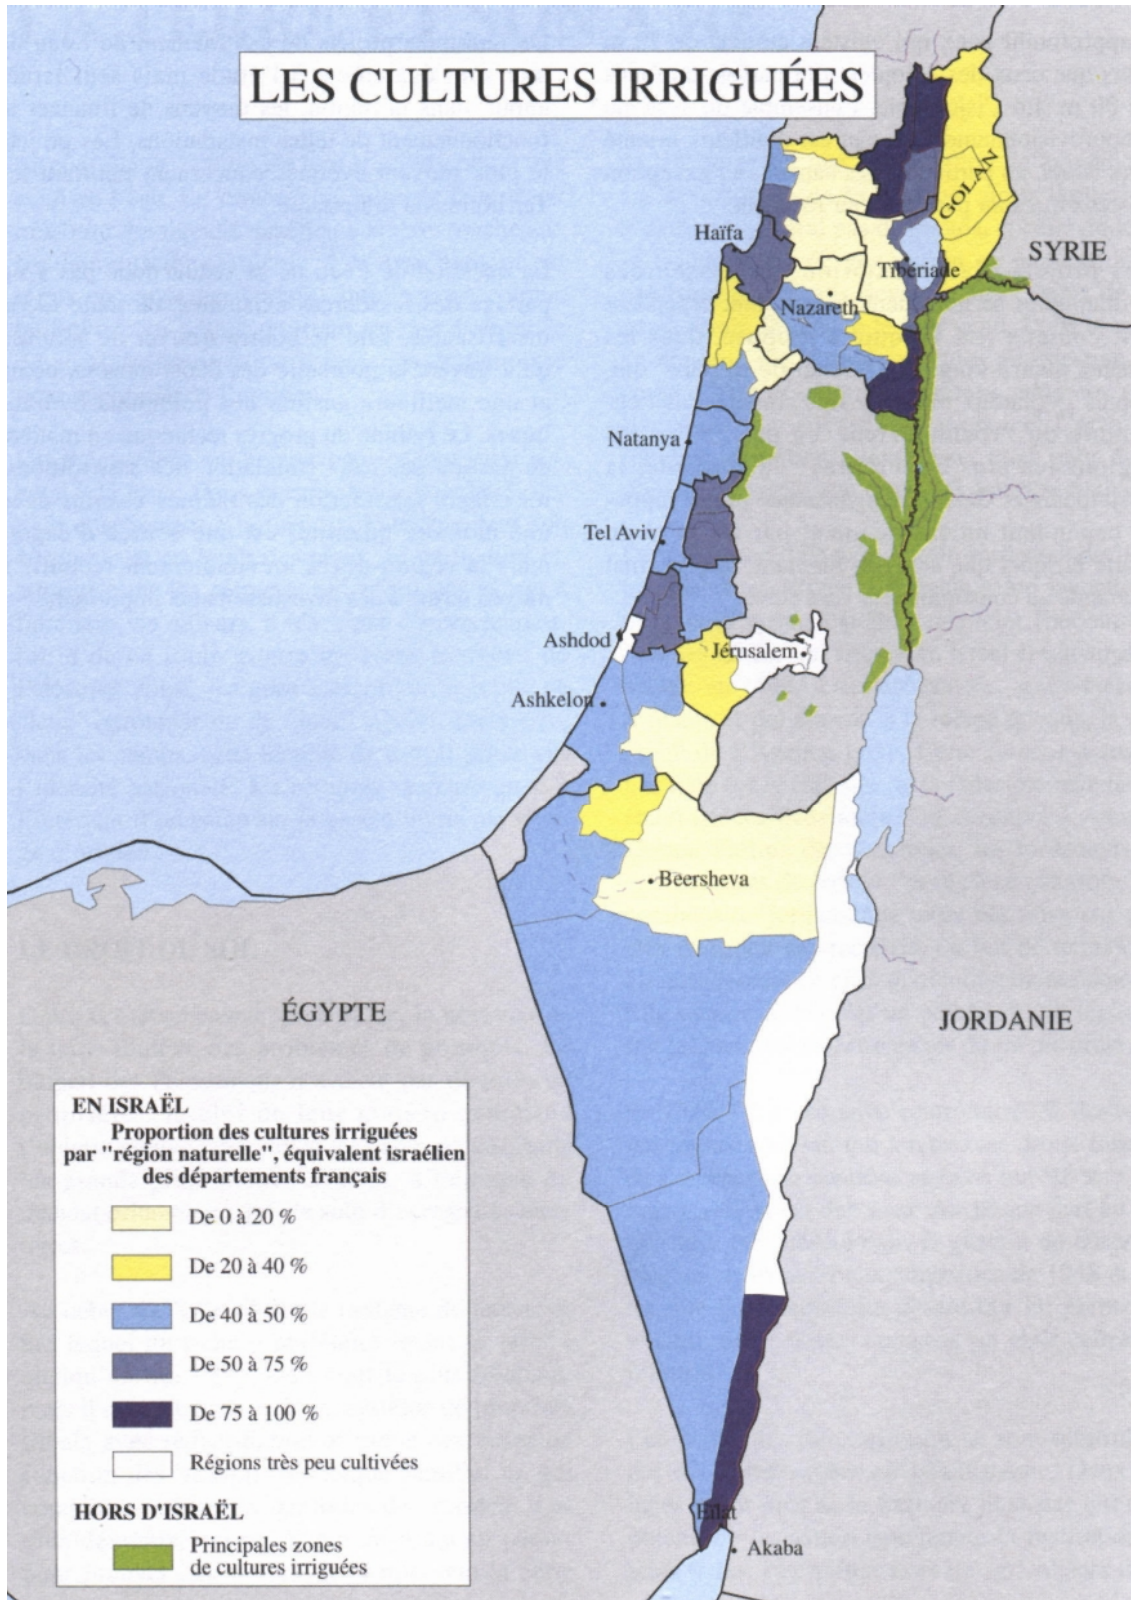 LES CULTURES IRRIGUÉES
GOLAN
SYRIE
Haïfa
Tibériade
Nazareth
Natanya
Tel Aviv
Ashdod
Jérusalem
Ashkelon
Beersheva
ÉGYPTE
JORDANIE
EN ISRAËL
Proportion des cultures irriguées
par "région naturelle", équivalent israélien
des départements français
De 0 à 20 %
De 20 à 40 %
De 40 à 50 %
De 50 à 75 %
De 75 à 100 %
Régions très peu cultivées
HORS D'ISRAËL
Principales zones
de cultures irriguées
Eilat
Akaba